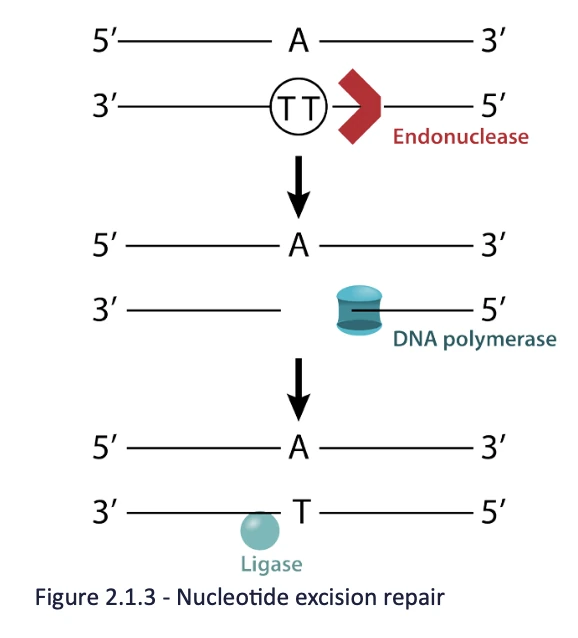 5′ A 3′
3′ TT 5′
Endonuclease
5′ A 3′
3′ 5′
DNA polymerase
5′ A 3′
3′ T 5′
Ligase
Figure 2.1.3 - Nucleotide excision repair